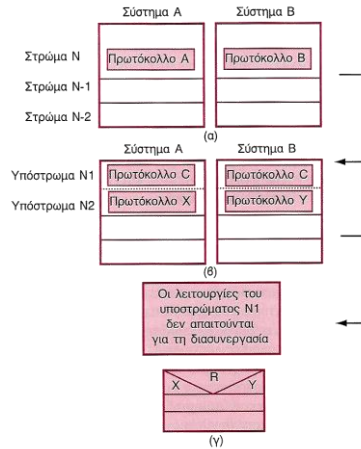 Σύστημα Α Σύστημα Β
Στρώμα Ν Πρωτόκολλο Α Πρωτόκολλο Β
Στρώμα Ν-1
Στρώμα Ν-2
(α)
Σύστημα Α Σύστημα Β
Υπόστρωμα Ν1 Πρωτόκολλο C Πρωτόκολλο C
Υπόστρωμα Ν2 Πρωτόκολλο X Πρωτόκολλο Y
(β)
Οι λειτουργίες του
υποστρώματος Ν1
δεν απαιτούνται
για τη διασυνεργασία
X R Y
(γ)